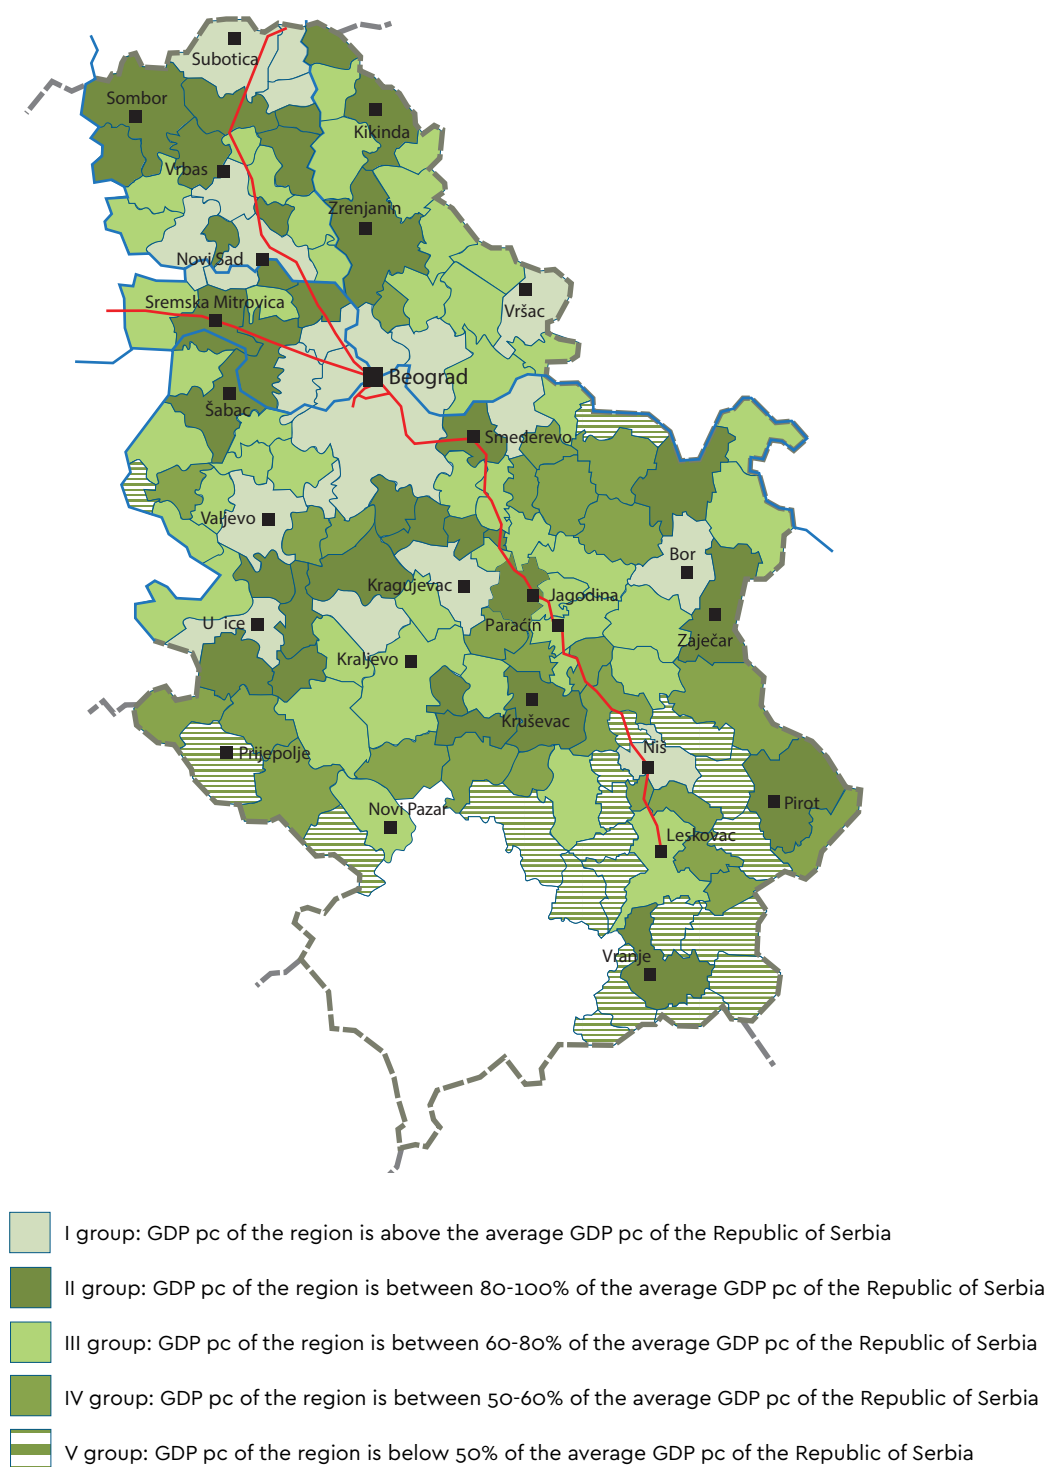 Subotica
Sombor
Kikinda
Vrbas
Zrenjanin
Novi Sad
Vršac
Sremska Mitrovica
Beograd
Šabac
Smederevo
Valjevo
Bor
Kragujevac
Jagodina
U ice
Paraćin
Zaječar
Kraljevo
Kruševac
Niš
Prijepolje
Pirot
Novi Pazar
Leskovac
Vranje
I group: GDP pc of the region is above the average GDP pc of the Republic of Serbia
II group: GDP pc of the region is between 80-100% of the average GDP pc of the Republic of Serbia
III group: GDP pc of the region is between 60-80% of the average GDP pc of the Republic of Serbia
IV group: GDP pc of the region is between 50-60% of the average GDP pc of the Republic of Serbia
V group: GDP pc of the region is below 50% of the average GDP pc of the Republic of Serbia